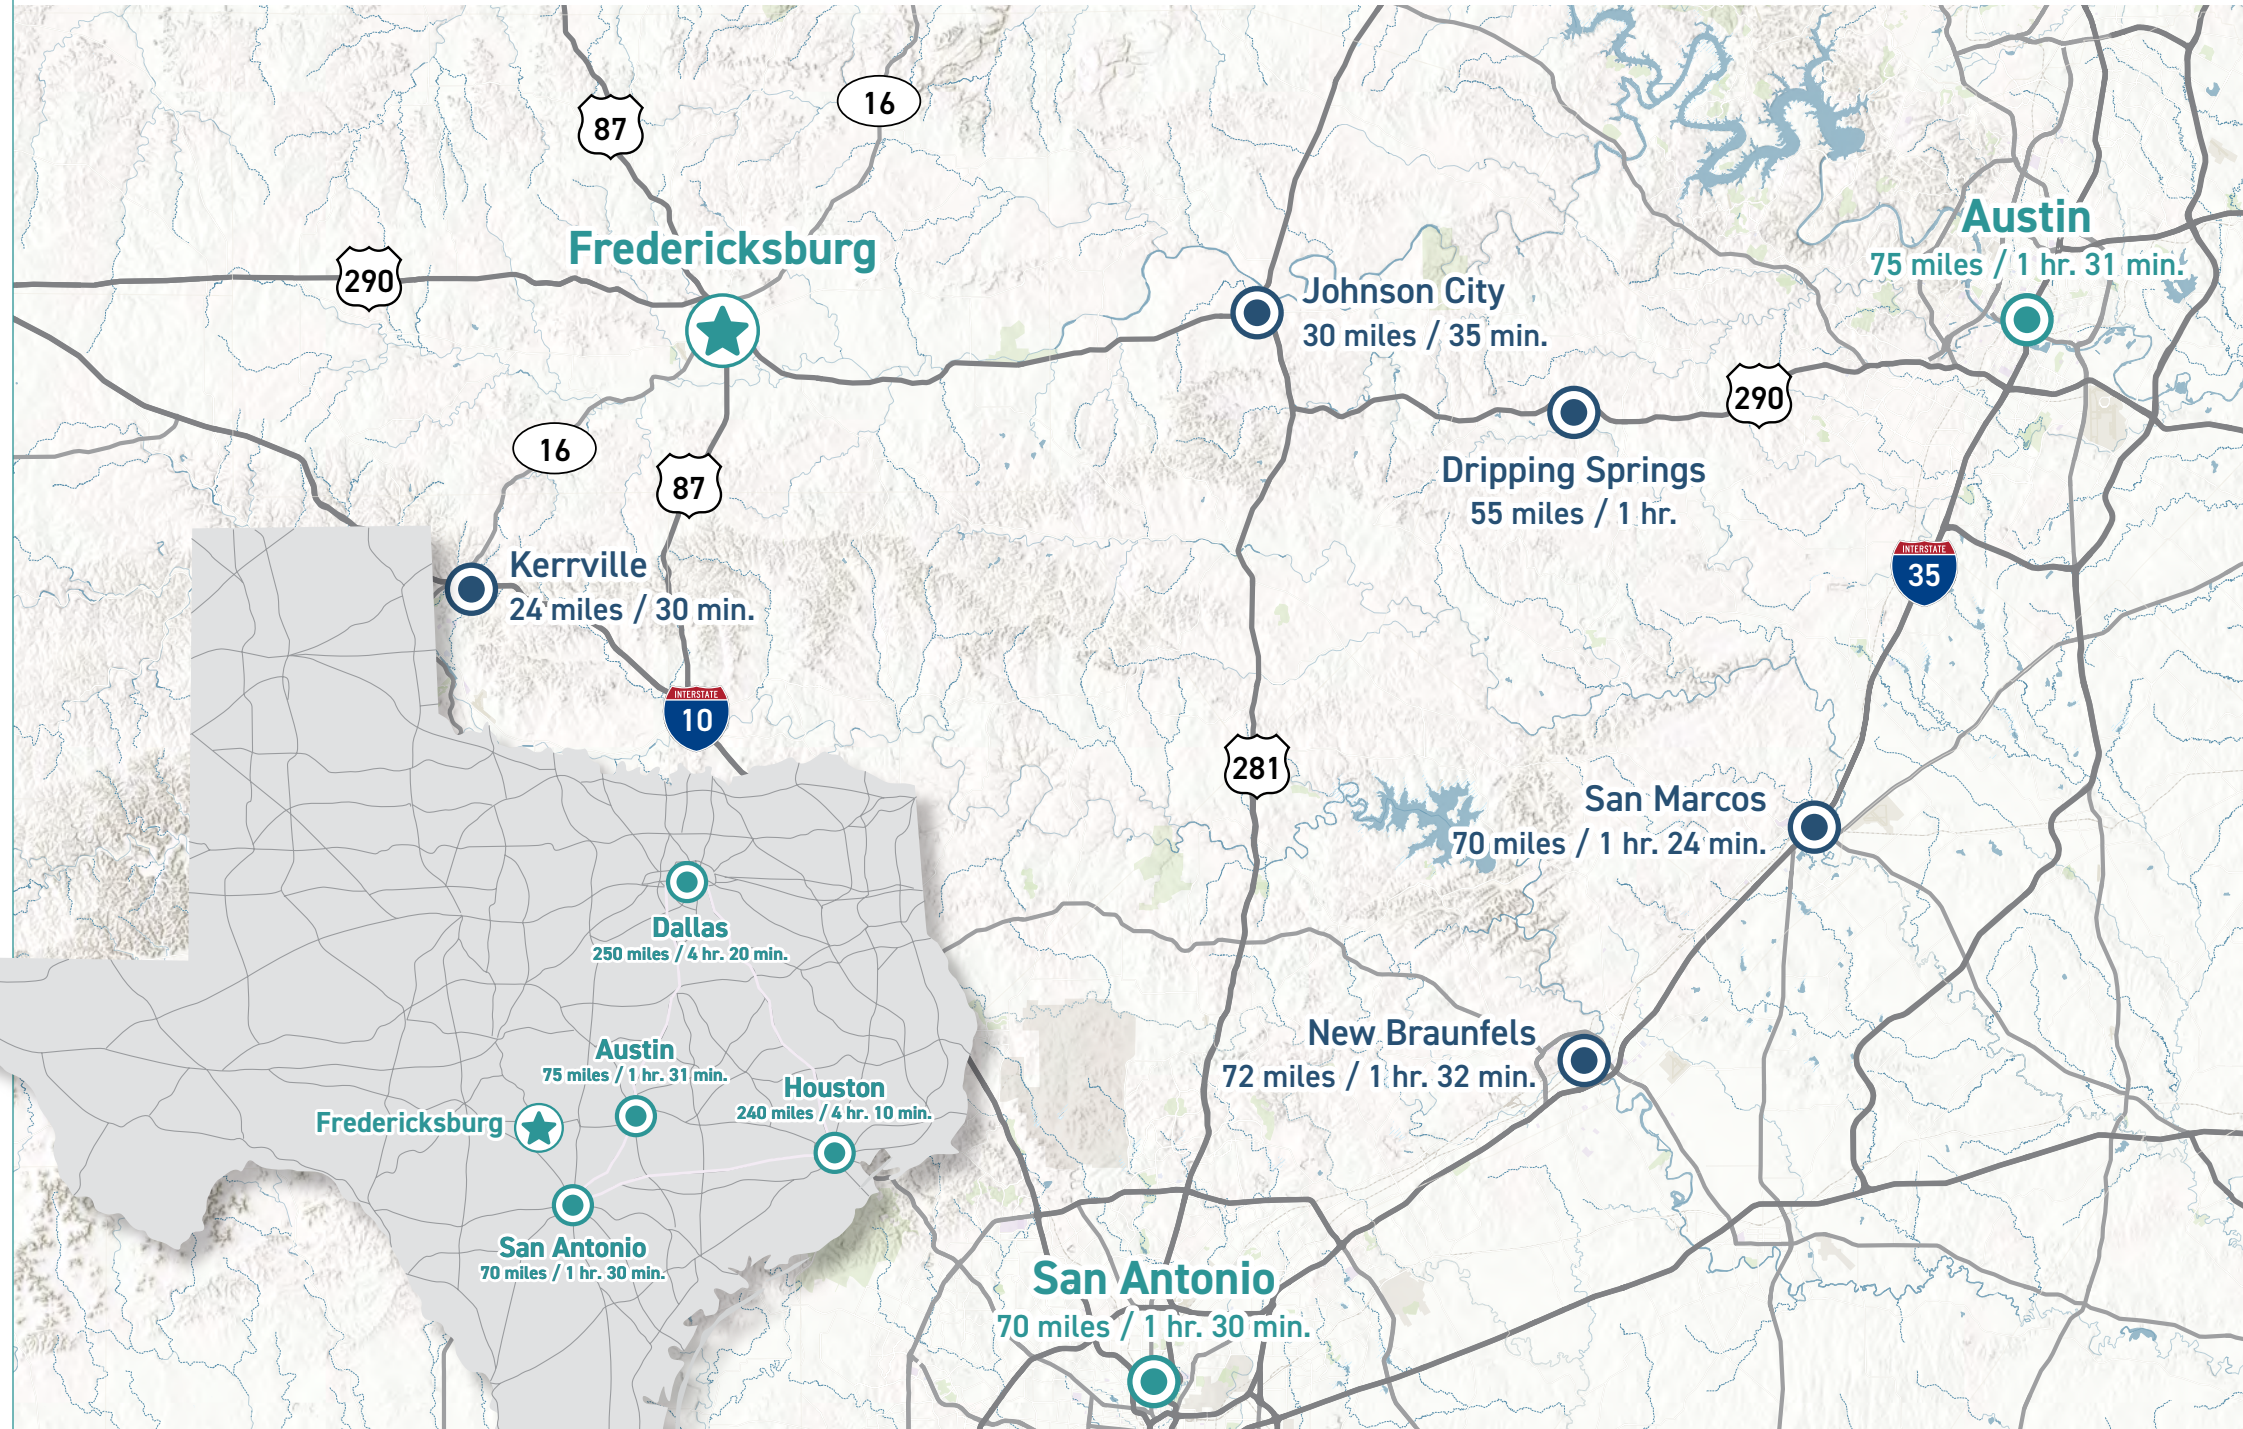 87
16
Fredericksburg
290
Austin
75 miles / 1 hr. 31 min.
Johnson City
30 miles / 35 min.
290
16
87
Dripping Springs
55 miles / 1 hr.
INTERSTATE
35
Kerrville
24 miles / 30 min.
INTERSTATE
10
281
San Marcos
70 miles / 1 hr. 24 min.
Dallas
250 miles / 4 hr. 20 min.
New Braunfels
72 miles / 1 hr. 32 min.
Austin
75 miles / 1 hr. 31 min.
Houston
240 miles / 4 hr. 10 min.
Fredericksburg
San Antonio
70 miles / 1 hr. 30 min.
San Antonio
70 miles / 1 hr. 30 min.